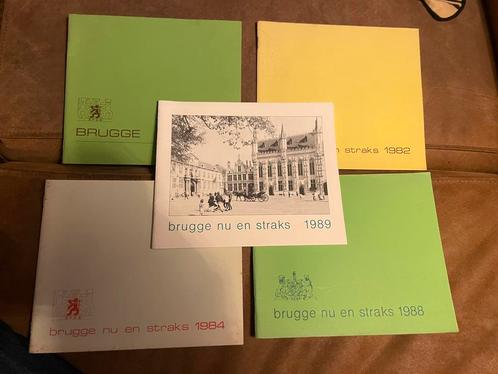 BRUGGE
en straks 1982
brugge nu en straks 1989
brugge nu en straks 1984
brugge nu en straks 1988